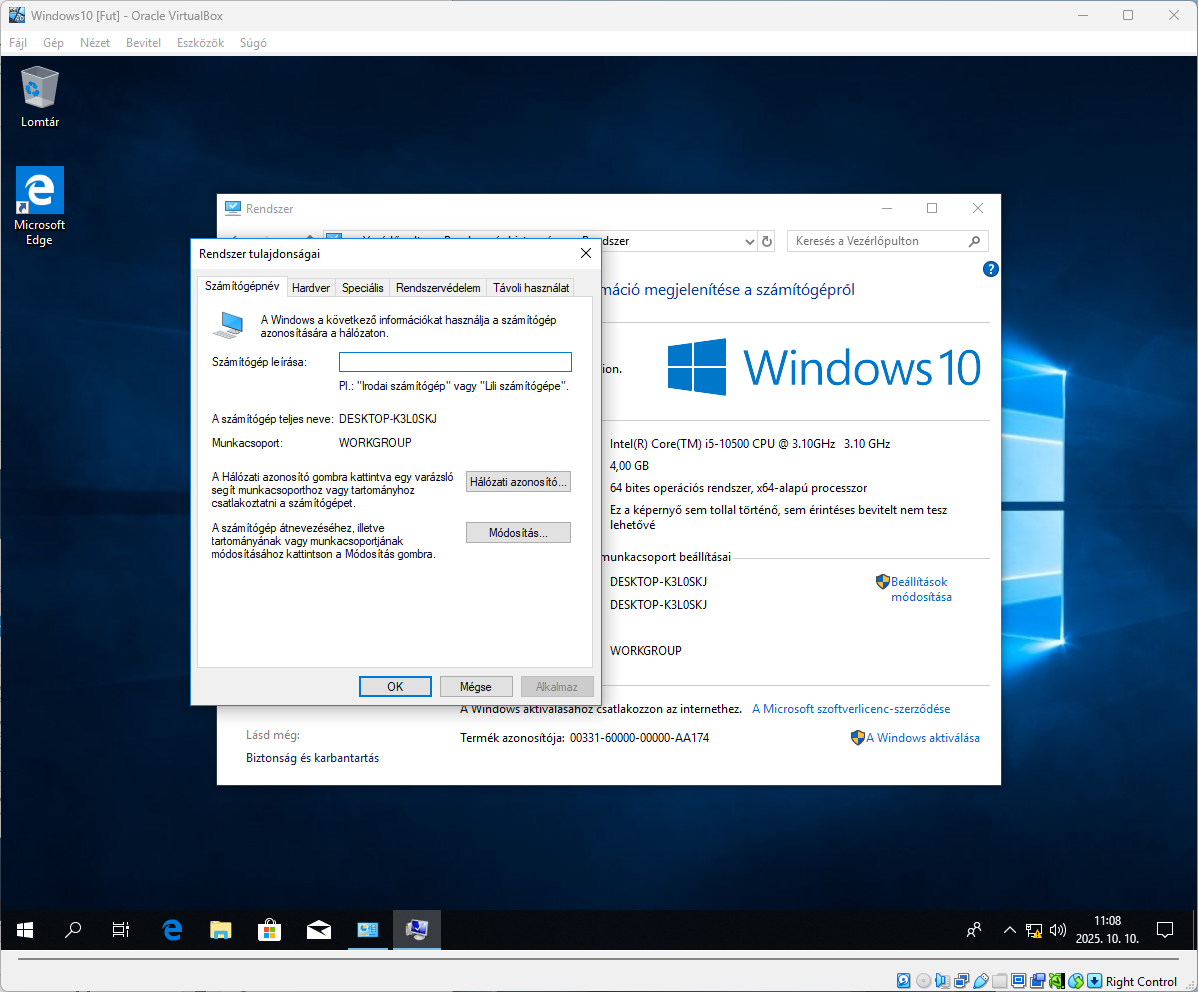 Windows10 [Fut] - Oracle VirtualBox
Fájl Gép Nézet Bevitel Eszközök Súgó
Lomtár
Microsoft
Edge
Rendszer
Keresés a Vezérlőpulton
Rendszer tulajdonságai
Számítógépnév Hardver Speciális Rendszervédelem Távoli használat
A Windows a következő információkat használja a számítógép
azonosítására a hálózaton.
Számítógép leírása:
Pl.: "Irodai számítógép" vagy "Lili számítógépe".
A számítógép teljes neve: DESKTOP-K3L0SKJ
Munkacsoport: WORKGROUP
A Hálózati azonosító gombra kattintva egy varázsló
segít munkacsoporthoz vagy tartományhoz
csatlakoztatni a számítógépet.
Hálózati azonosító...
A számítógép átnevezéséhez, illetve
tartományának vagy munkacsoportjának
módosításához kattintson a Módosítás gombra.
Módosítás...
OK Mégse Alkalmaz
máció megjelenítése a számítógépről
ion.
Windows 10
Intel(R) Core(TM) i5-10500 CPU @ 3.10GHz 3.10 GHz
4,00 GB
64 bites operációs rendszer, x64-alapú processzor
Ez a képernyő sem tollal történő, sem érintéses bevitelt nem tesz
lehetővé
munkacsoport beállításai
DESKTOP-K3L0SKJ
Beállítások
módosítása
DESKTOP-K3L0SKJ
WORKGROUP
A Windows aktiválásához csatlakozzon az internethez. A Microsoft szoftverlicenc-szerződése
Termék azonosítója: 00331-60000-00000-AA174
A Windows aktiválása
Lásd még:
Biztonság és karbantartás
11:08
2025. 10. 10.
Right Control